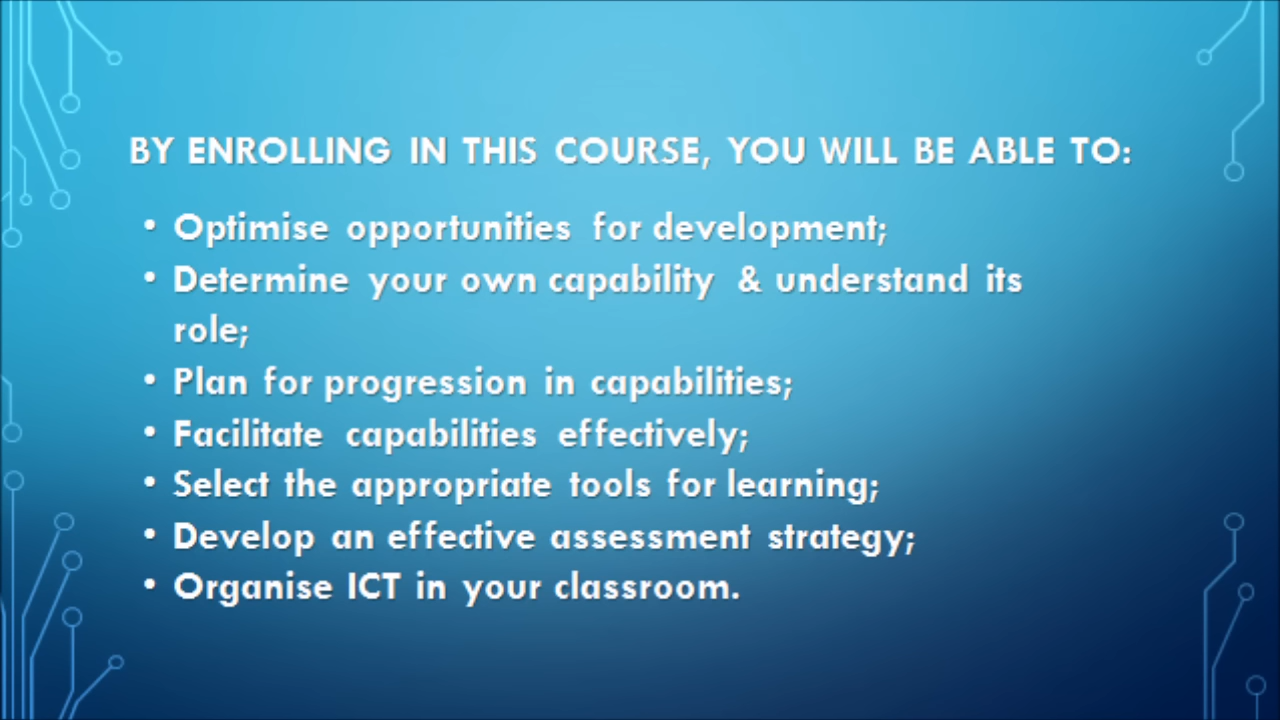 BY ENROLLING IN THIS COURSE, YOU WILL BE ABLE TO:
• Optimise opportunities for development;
• Determine your own capability & understand its
role;
• Plan for progression in capabilities;
• Facilitate capabilities effectively;
• Select the appropriate tools for learning;
• Develop an effective assessment strategy;
• Organise ICT in your classroom.